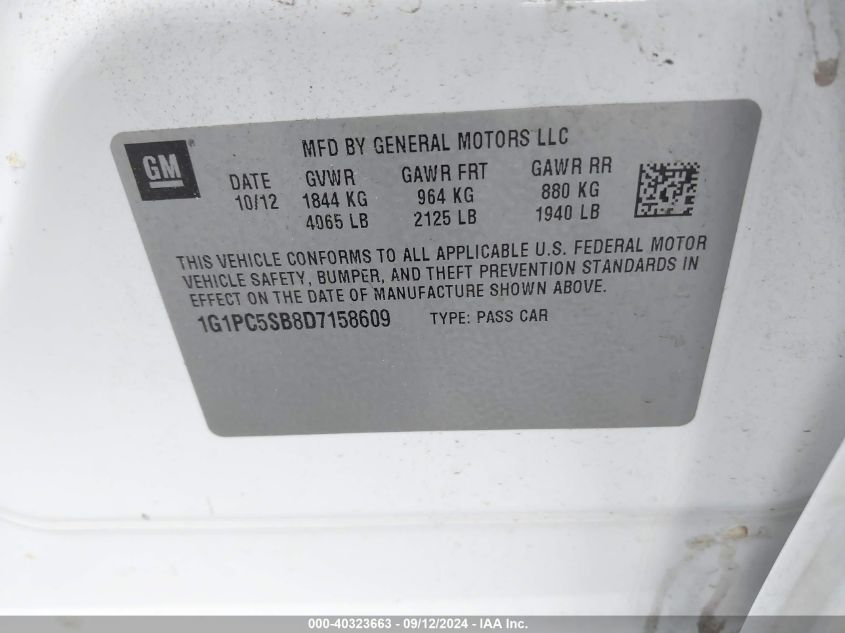 GM
MFD BY GENERAL MOTORS LLC
DATE GVWR GAWR FRT GAWR RR
10/12 1844 KG 964 KG 880 KG
4065 LB 2125 LB 1940 LB
THIS VEHICLE CONFORMS TO ALL APPLICABLE U.S. FEDERAL MOTOR
VEHICLE SAFETY, BUMPER, AND THEFT PREVENTION STANDARDS IN
EFFECT ON THE DATE OF MANUFACTURE SHOWN ABOVE.
1G1PC5SB8D7158609 TYPE: PASS CAR
000-40323663 - 09/12/2024 - IAA Inc.